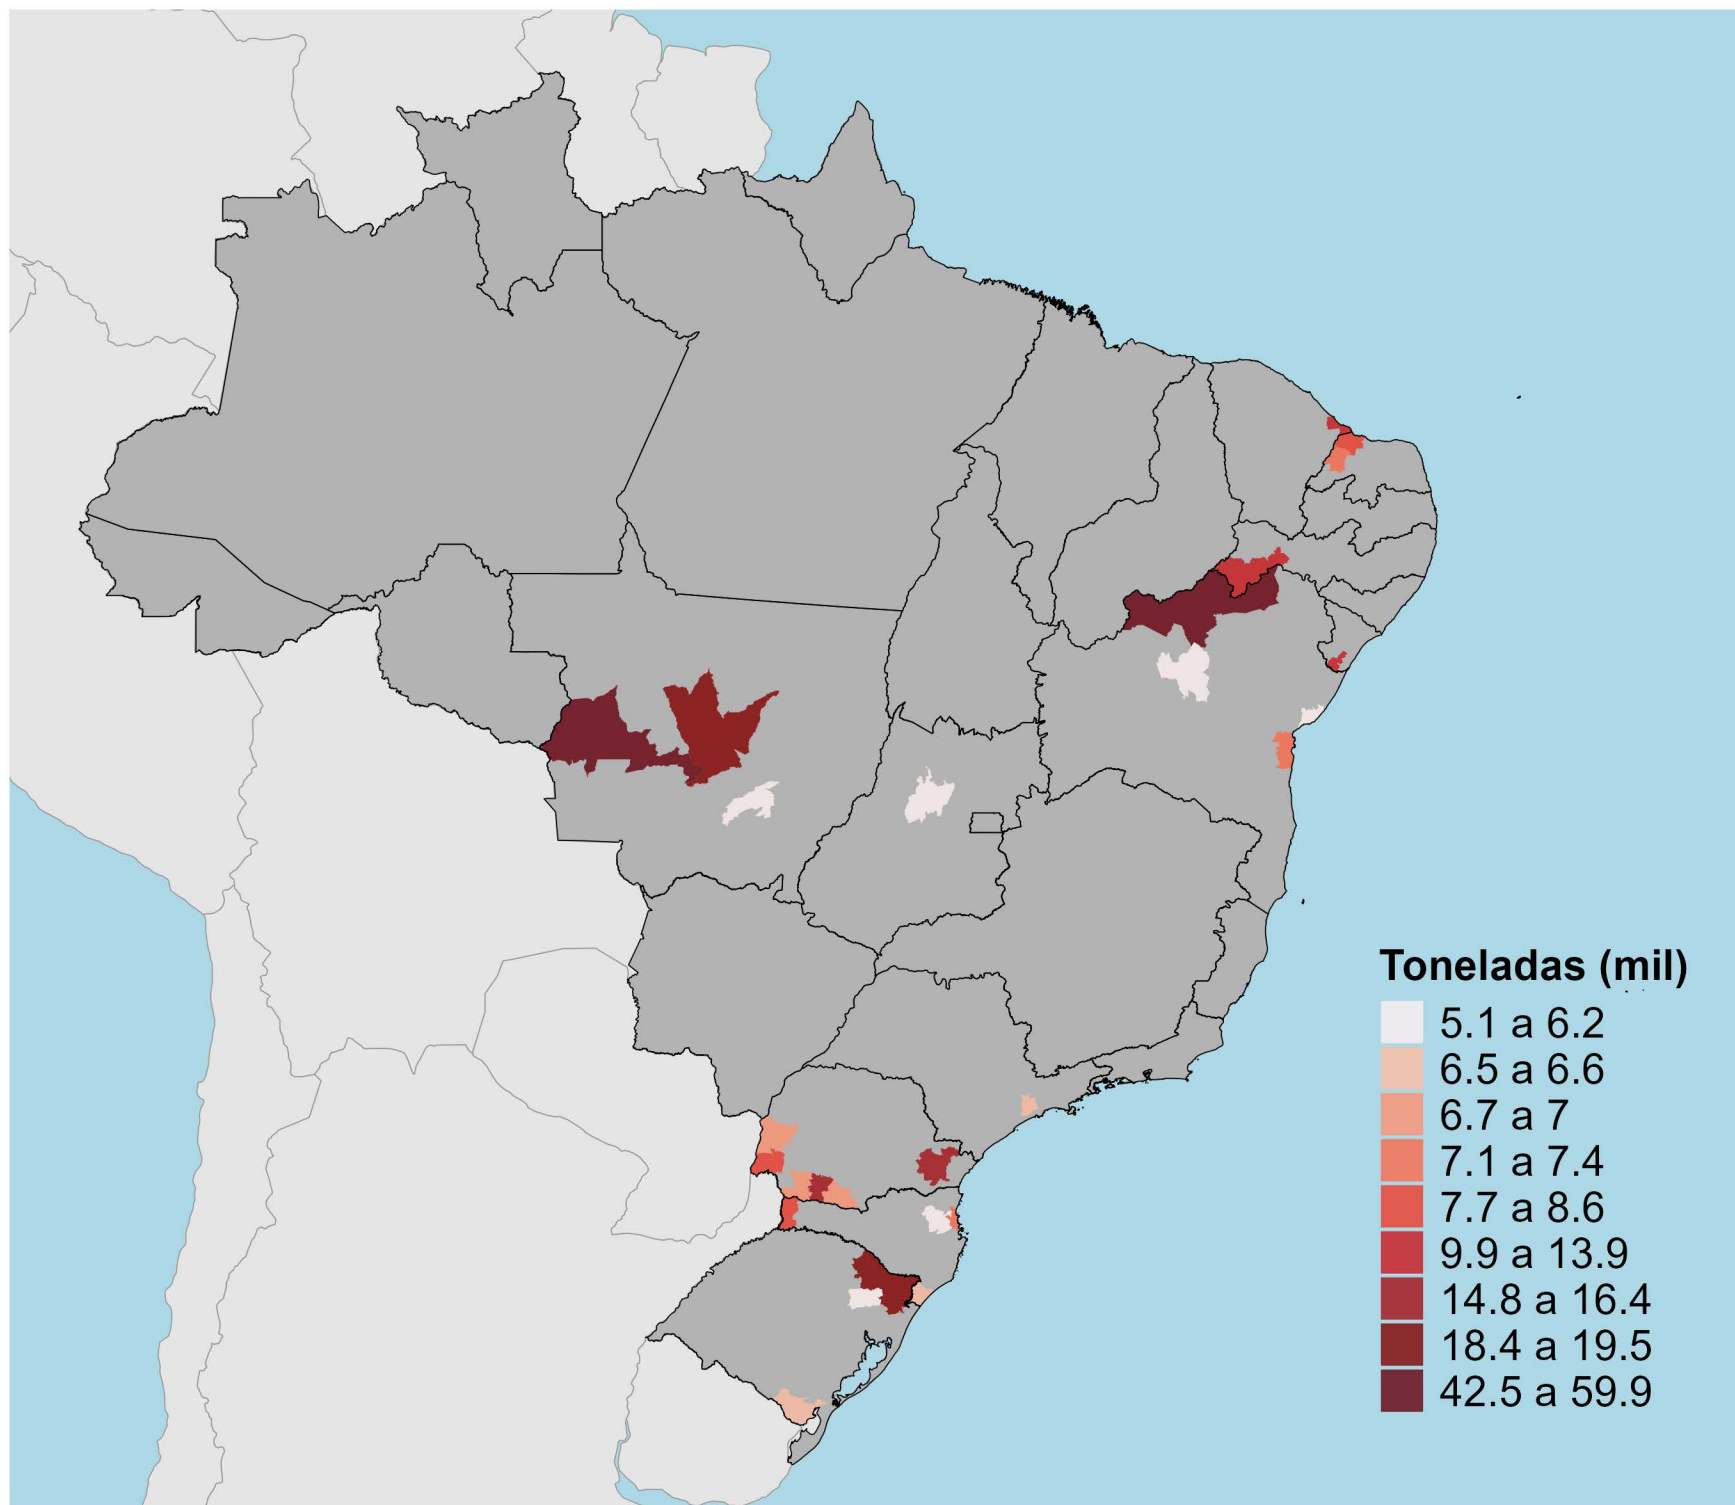 Toneladas (mil)
5.1 a 6.2
6.5 a 6.6
6.7 a 7
7.1 a 7.4
7.7 a 8.6
9.9 a 13.9
14.8 a 16.4
18.4 a 19.5
42.5 a 59.9